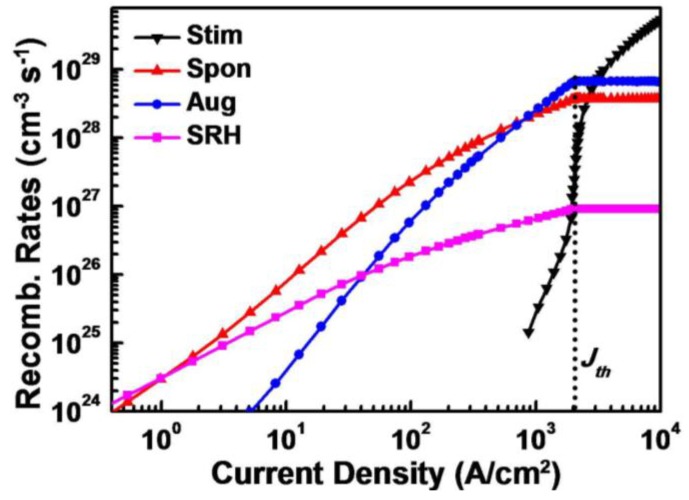 Stim
Spon
Aug
SRH
Recomb. Rates (cm⁻³ s⁻¹)
10²⁹
10²⁸
10²⁷
10²⁶
10²⁵
10²⁴
J_th
10⁰ 10¹ 10² 10³ 10⁴
Current Density (A/cm²)